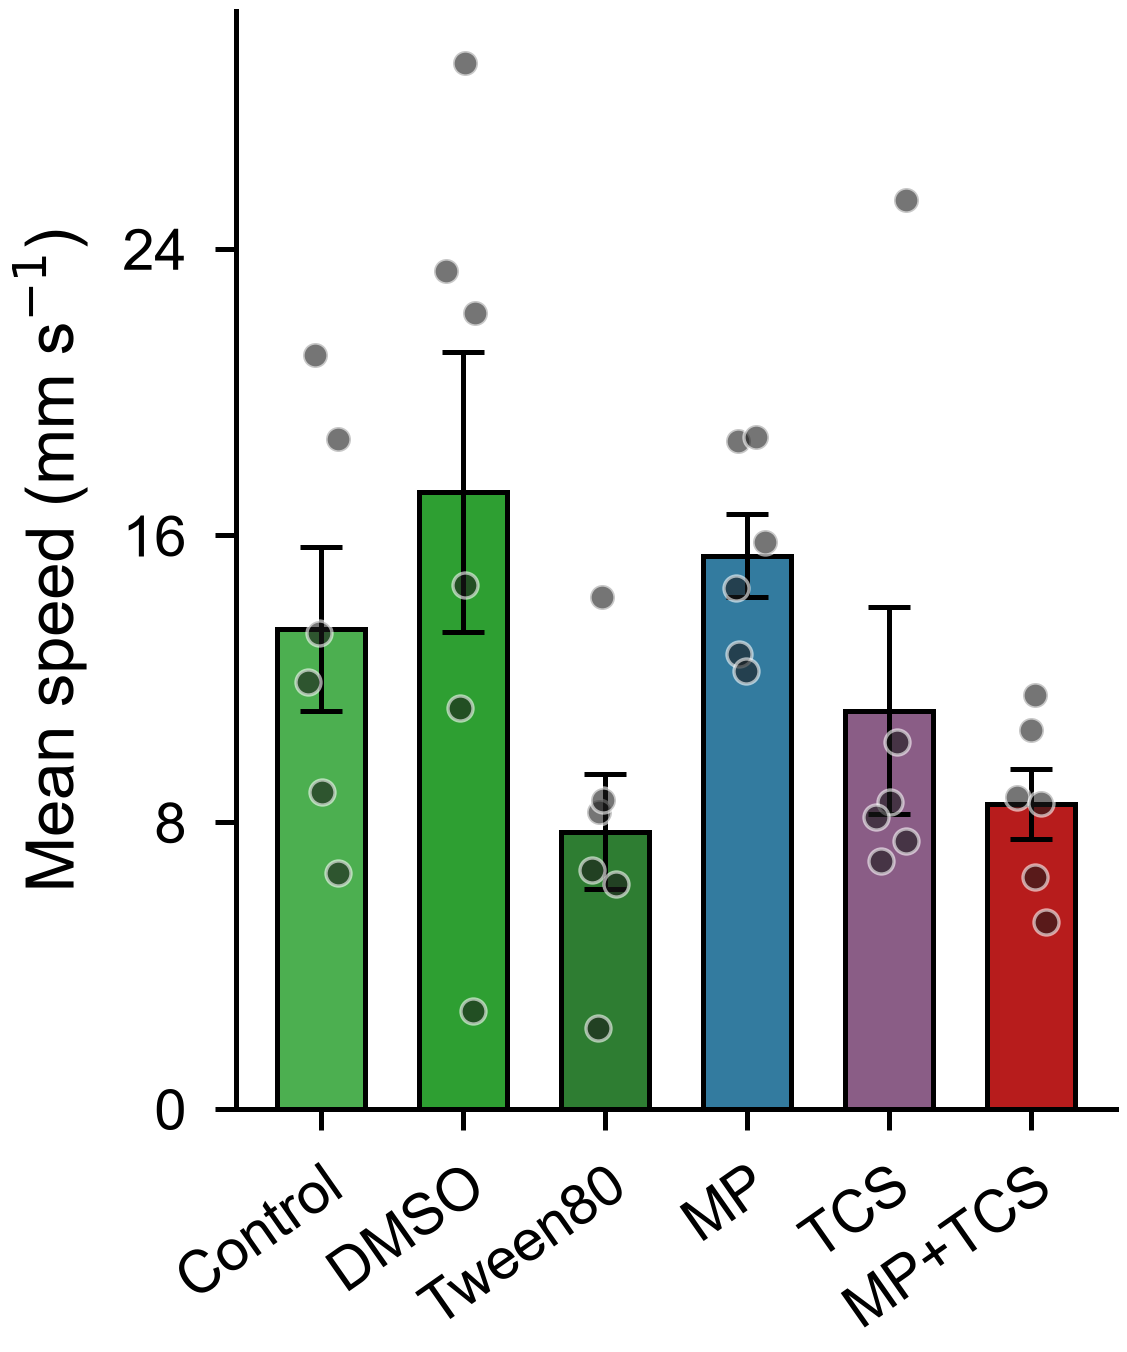 Mean speed (mm s⁻¹)
24
16
8
0
Control
DMSO
Tween80
MP
TCS
MP+TCS